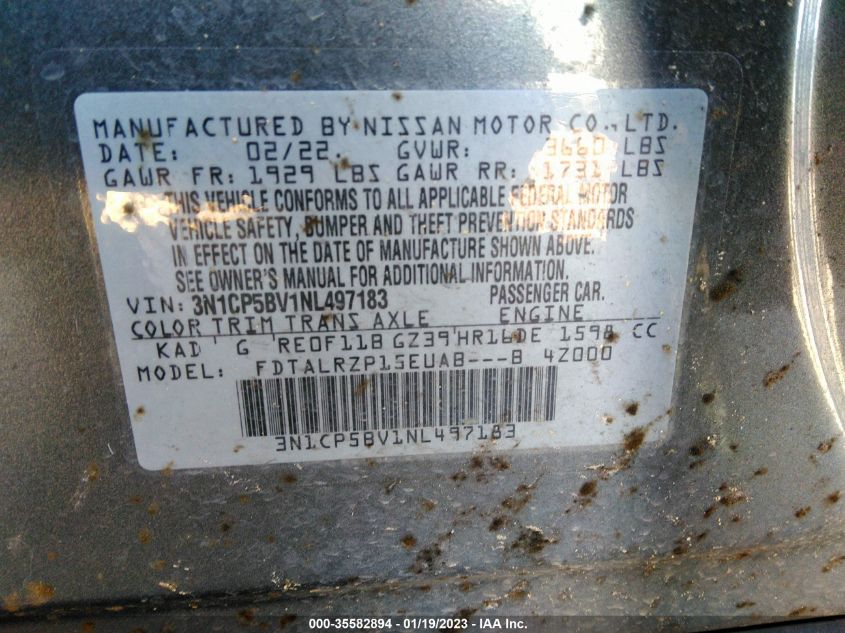 MANUFACTURED BY NISSAN MOTOR CO., LTD.
DATE: 02/22. GVWR: 3660 LBS
GAWR FR: 1929 LBS GAWR RR: 1731 LBS
THIS VEHICLE CONFORMS TO ALL APPLICABLE FEDERAL MOTOR
VEHICLE SAFETY, BUMPER AND THEFT PREVENTION STANDARDS
IN EFFECT ON THE DATE OF MANUFACTURE SHOWN ABOVE.
SEE OWNER'S MANUAL FOR ADDITIONAL INFORMATION.
VIN: 3N1CP5BV1NL497183 PASSENGER CAR.
COLOR TRIM TRANS AXLE ENGINE
KAD G RE0F11B GZ39 HR16DE 1598 CC
MODEL: FDTALRZP15EUAB---B 4Z000
3N1CP5BV1NL497183
000-35582894 | 01/19/2023 | © IAA Inc.